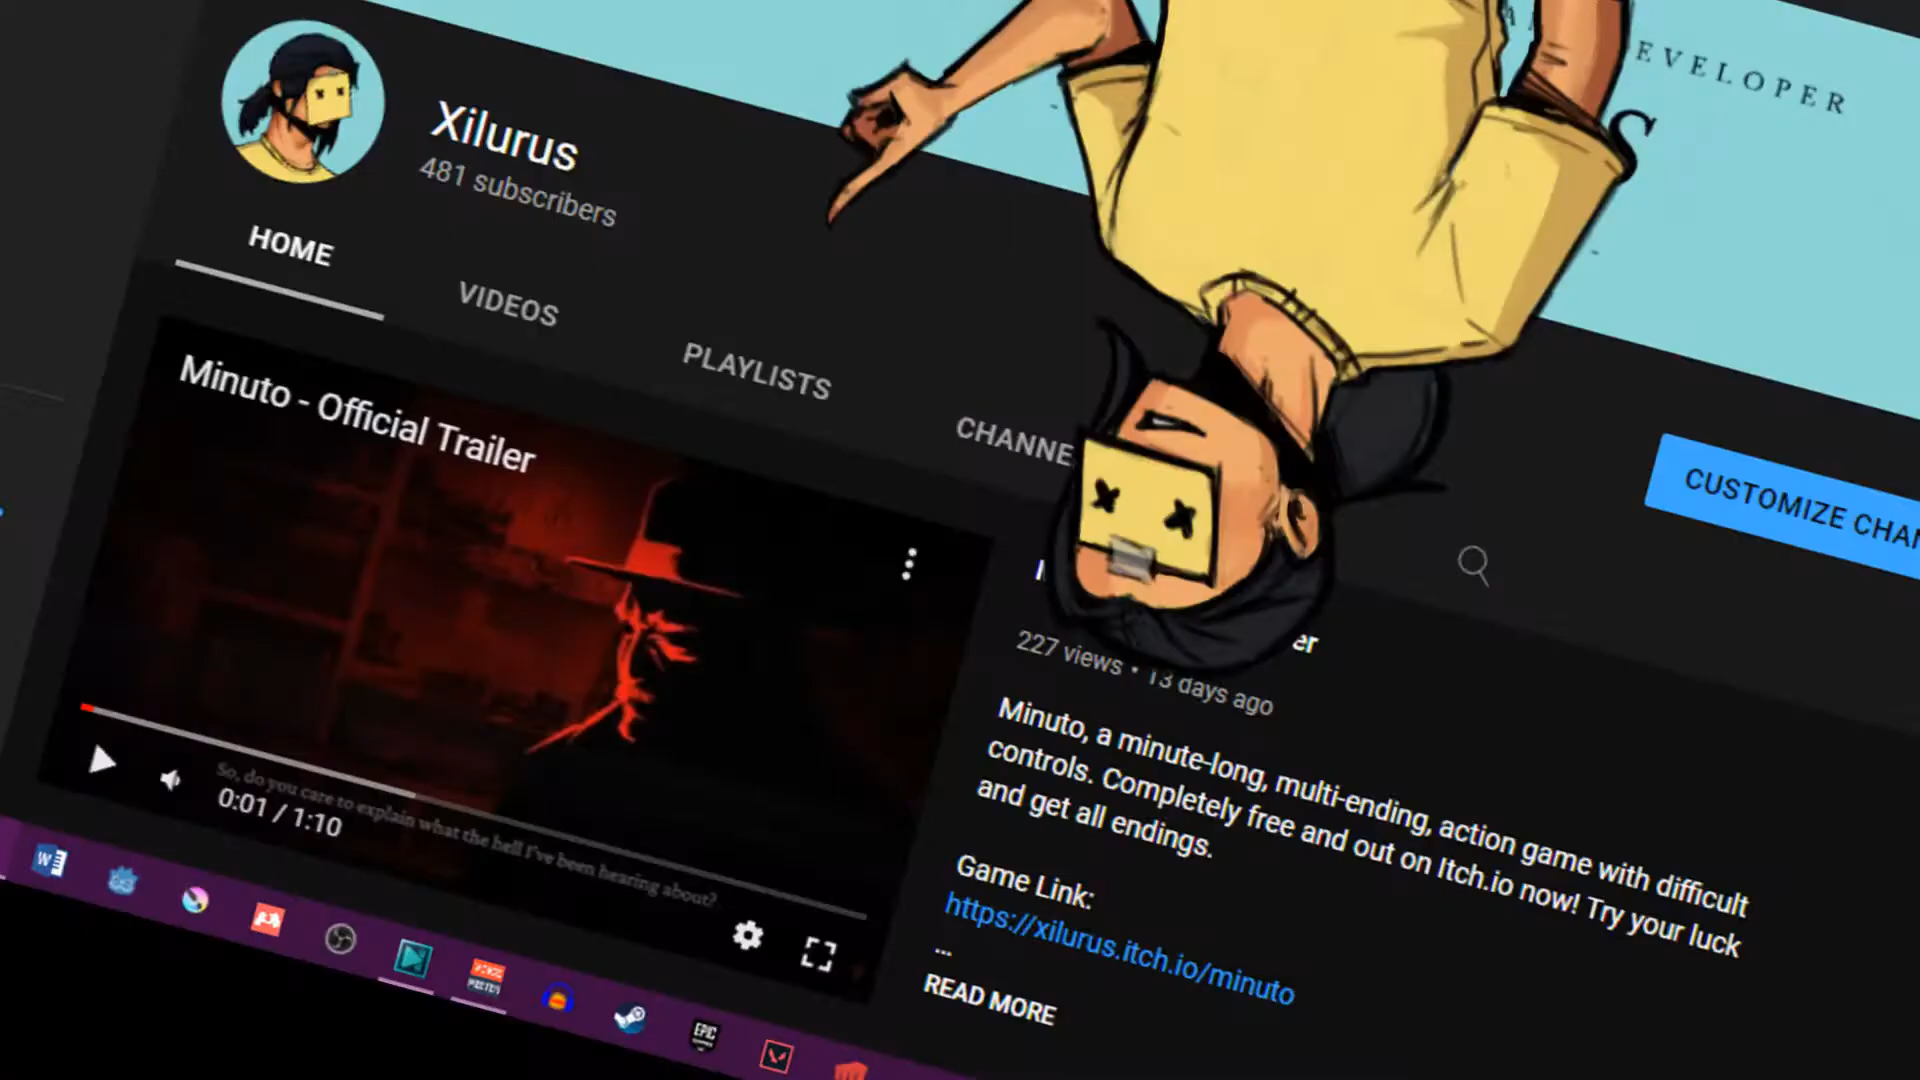 EVELOPER
S
Xilurus
481 subscribers
HOME
VIDEOS
PLAYLISTS
CHANNE
CUSTOMIZE CHAN
Minuto - Official Trailer
er
227 views • 13 days ago
Minuto, a minute-long, multi-ending, action game with difficult
controls. Completely free and out on Itch.io now! Try your luck
and get all endings.
Game Link:
https://xilurus.itch.io/minuto
...
READ MORE
So, do you care to explain what the hell I've been hearing about?
0:01 / 1:10
W
EPIC